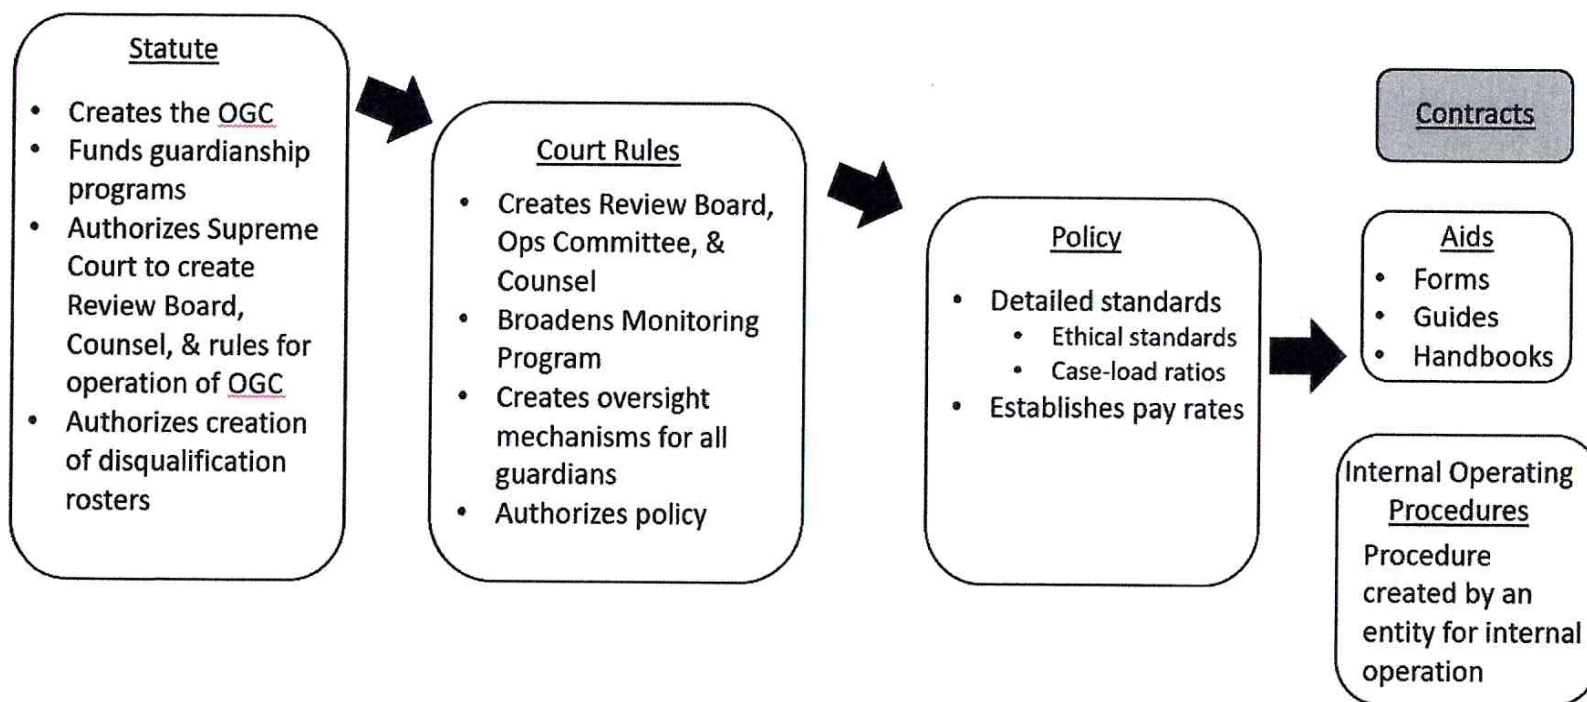 Statute
• Creates the OGC
• Funds guardianship
programs
• Authorizes Supreme
Court to create
Review Board,
Counsel, & rules for
operation of OGC
• Authorizes creation
of disqualification
rosters
Court Rules
• Creates Review Board,
Ops Committee, &
Counsel
• Broadens Monitoring
Program
• Creates oversight
mechanisms for all
guardians
• Authorizes policy
Policy
• Detailed standards
• Ethical standards
• Case-load ratios
• Establishes pay rates
Contracts
Aids
• Forms
• Guides
• Handbooks
Internal Operating
Procedures
Procedure
created by an
entity for internal
operation